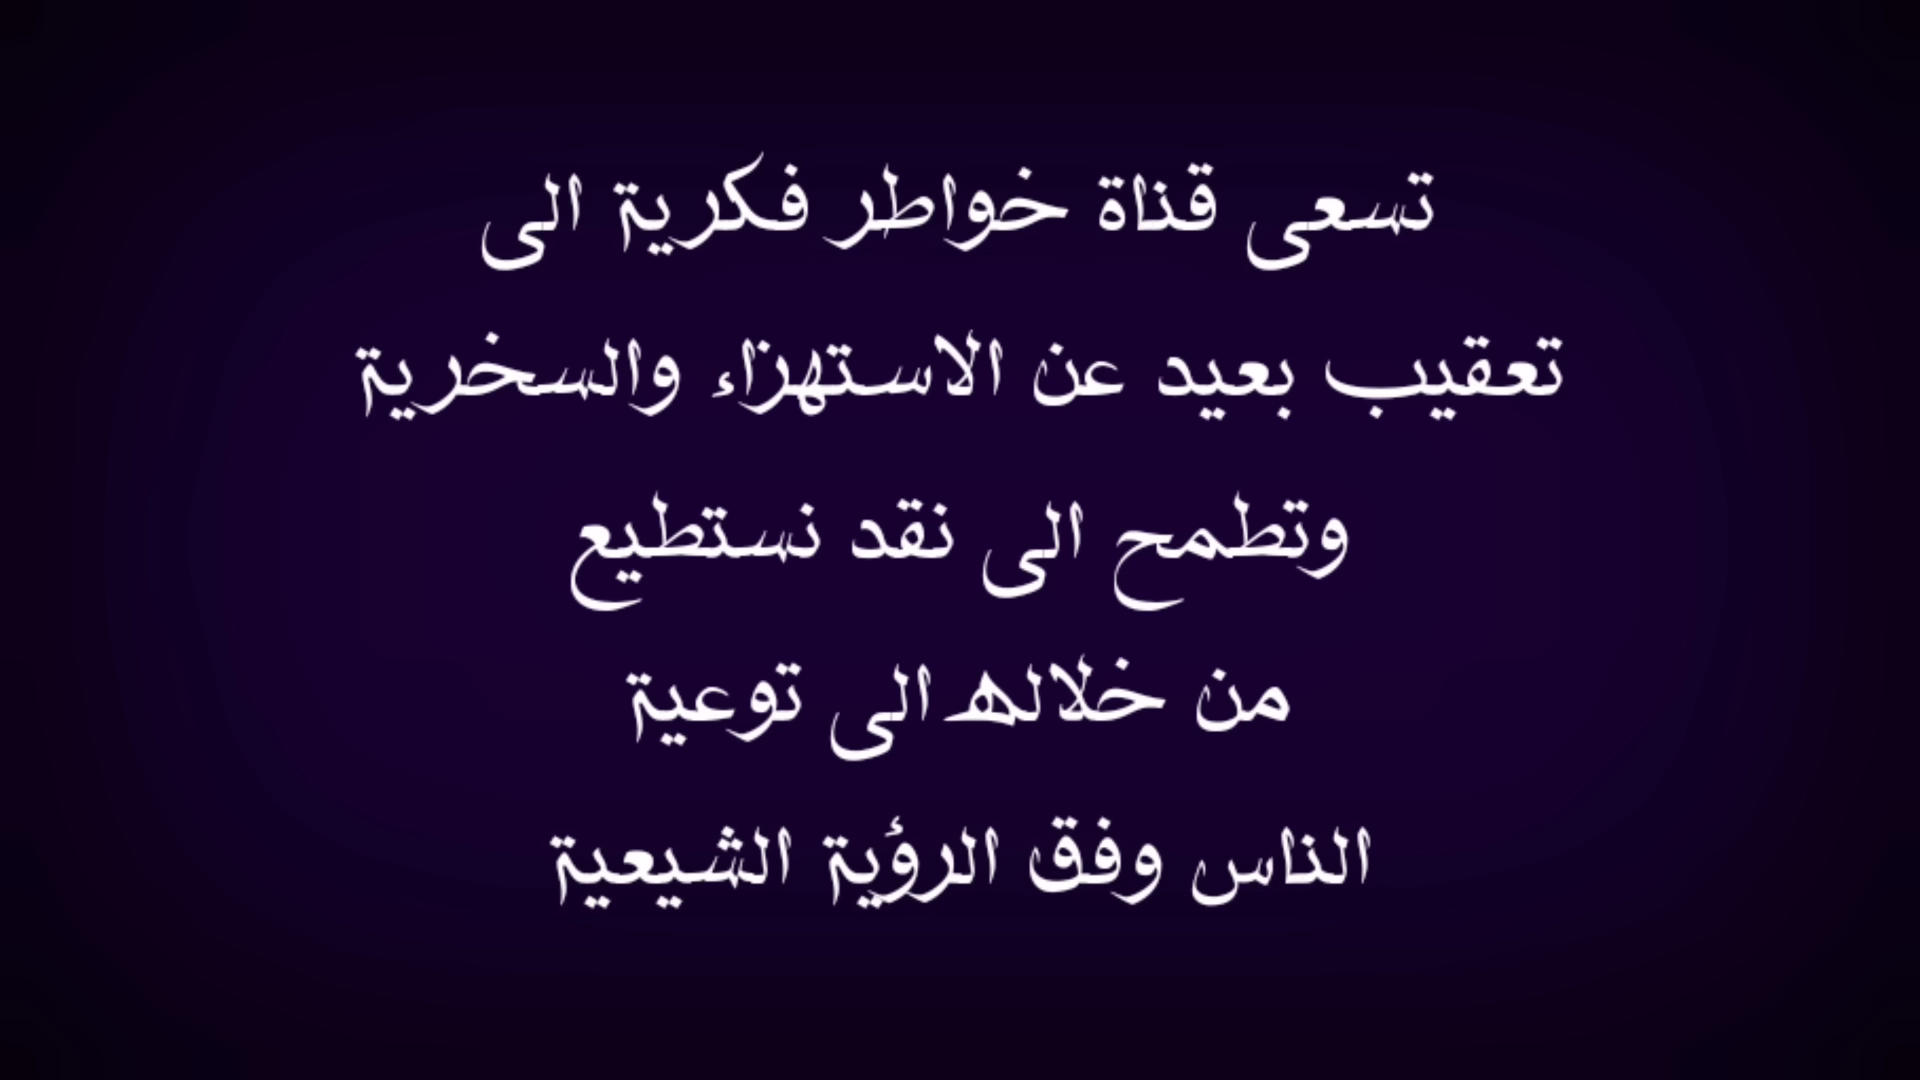 تسعى قناة خواطر فكرية الى
تعقيب بعيد عن الاستهزاء والسخرية
وتطمح الى نقد نستطيع
من خلاله الى توعية
الناس وفق الرؤية الشيعية